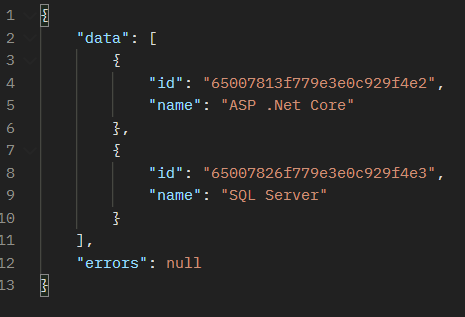 1 {
2     "data": [
3         {
4             "id": "65007813f779e3e0c929f4e2",
5             "name": "ASP .Net Core"
6         },
7         {
8             "id": "65007826f779e3e0c929f4e3",
9             "name": "SQL Server"
10         }
11     ],
12     "errors": null
13 }